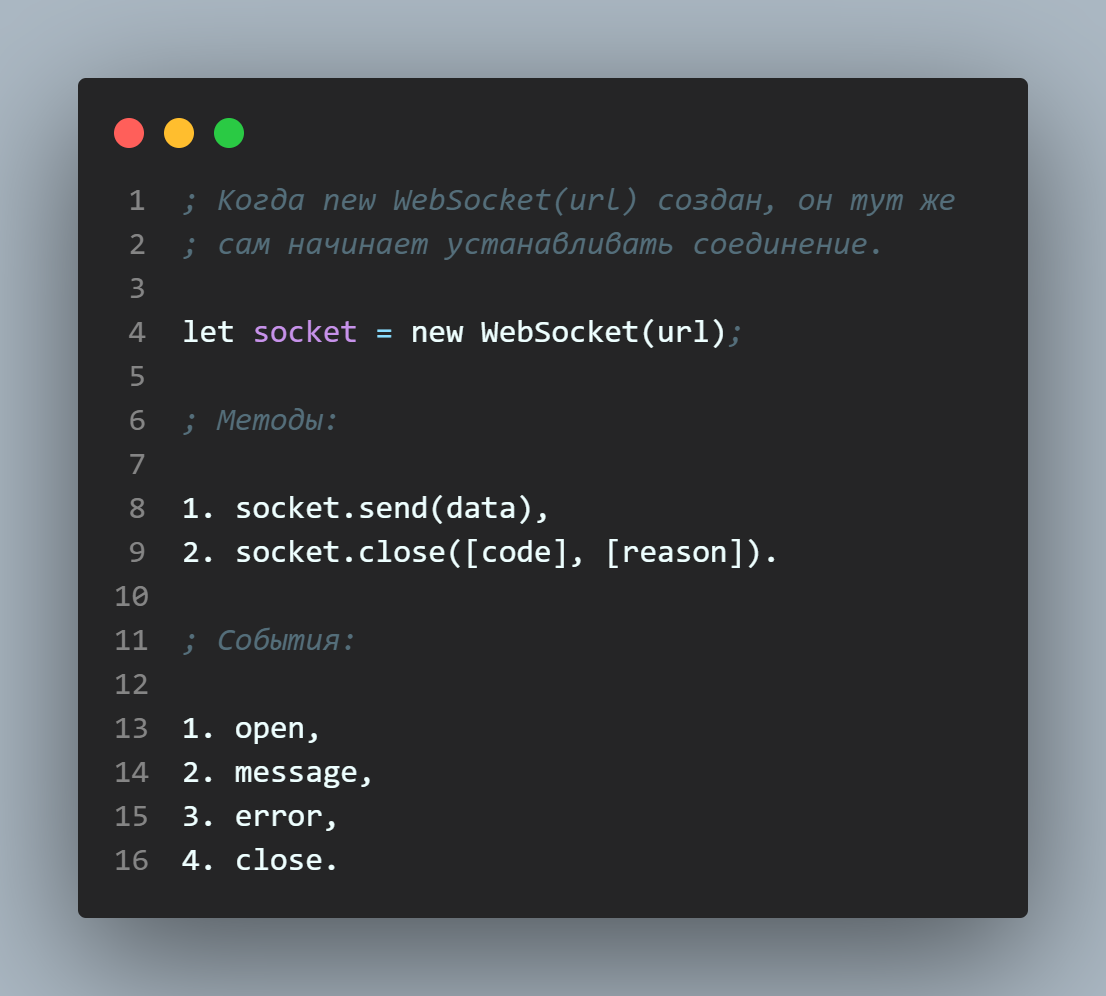 1 ; Когда new WebSocket(url) создан, он тут же
2 ; сам начинает устанавливать соединение.
3
4 let socket = new WebSocket(url);
5
6 ; Методы:
7
8 1. socket.send(data),
9 2. socket.close([code], [reason]).
10
11 ; События:
12
13 1. open,
14 2. message,
15 3. error,
16 4. close.